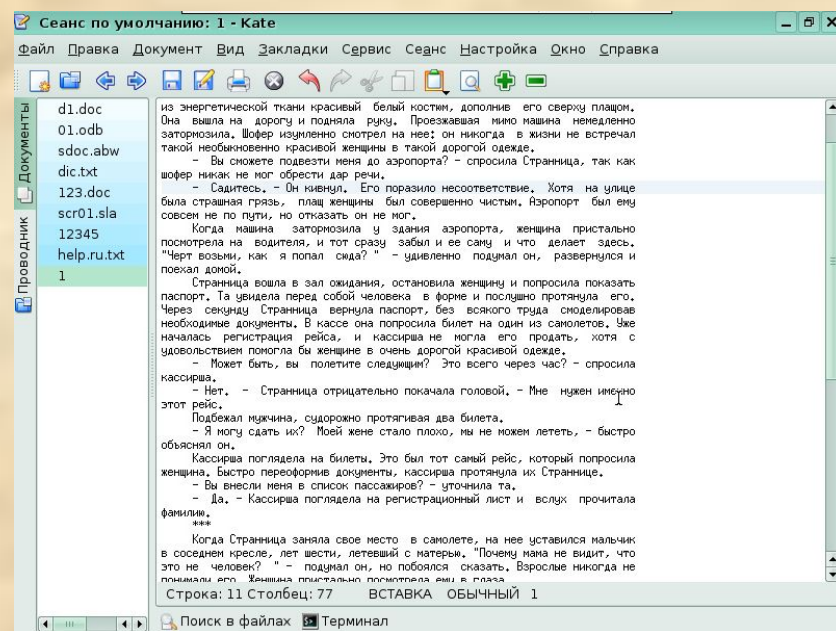 Сеанс по умолчанию: 1 - Kate
Файл Правка Документ Вид Закладки Сервис Сеанс Настройка Окно Справка
Документы
Проводник
d1.doc
01.odb
sdoc.abw
dic.txt
123.doc
scr01.sla
12345
help.ru.txt
1
из энергетической ткани красивый белый костюм, дополнив его сверху плащом.
Она вышла на дорогу и подняла руку. Проезжавшая мимо машина немедленно
затормозила. Шофер изумленно смотрел на нее: он никогда в жизни не встречал
такой необыкновенно красивой женщины в такой дорогой одежде.
- Вы сможете подвезти меня до аэропорта? - спросила Странница, так как
шофер никак не мог обрести дар речи.
- Садитесь. - Он кивнул. Его поразило несоответствие. Хотя на улице
была страшная грязь, плащ женщины был совершенно чистым. Аэропорт был ему
совсем не по пути, но отказать он не мог.
Когда машина затормозила у здания аэропорта, женщина пристально
посмотрела на водителя, и тот сразу забыл и ее саму и что делает здесь.
"Черт возьми, как я попал сюда? " - удивленно подумал он, развернулся и
поехал домой.
Странница вошла в зал ожидания, остановила женщину и попросила показать
паспорт. Та увидела перед собой человека в форме и послушно протянула его.
Через секунду Странница вернула паспорт, без всякого труда смоделировав
необходимые документы. В кассе она попросила билет на один из самолетов. Уже
началась регистрация рейса, и кассирша не могла его продать, хотя с
удовольствием помогла бы женщине в очень дорогой красивой одежде.
- Может быть, вы полетите следующим? Это всего через час? - спросила
кассирша.
- Нет. - Странница отрицательно покачала головой. - Мне нужен именно
этот рейс.
Подбежал мужчина, судорожно протягивая два билета.
- Я могу сдать их? Моей жене стало плохо, мы не можем лететь, - быстро
объяснял он.
Кассирша поглядела на билеты. Это был тот самый рейс, который попросила
женщина. Быстро переоформив документы, кассирша протянула их Страннице.
- Вы внесли меня в список пассажиров? - уточнила та.
- Да. - Кассирша поглядела на регистрационный лист и вслух прочитала
фамилию.
***
Когда Странница заняла свое место в самолете, на нее уставился мальчик
в соседнем кресле, лет шести, летевший с матерью. "Почему мама не видит, что
это не человек? " - подумал он, но побоялся сказать. Взрослые никогда не
понимали его. Женщина пристально посмотрела ему в глаза
Строка: 11 Столбец: 77 ВСТАВКА ОБЫЧНЫЙ 1
Поиск в файлах Терминал